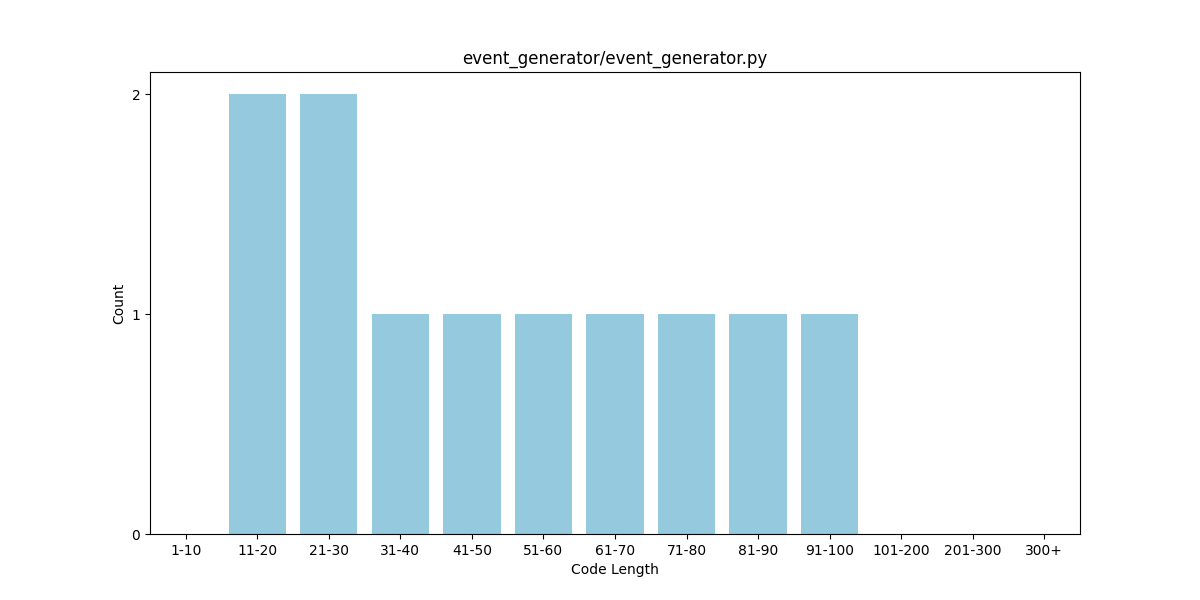 event_generator/event_generator.py
2
1
0
Count
1-10 11-20 21-30 31-40 41-50 51-60 61-70 71-80 81-90 91-100 101-200 201-300 300+
Code Length